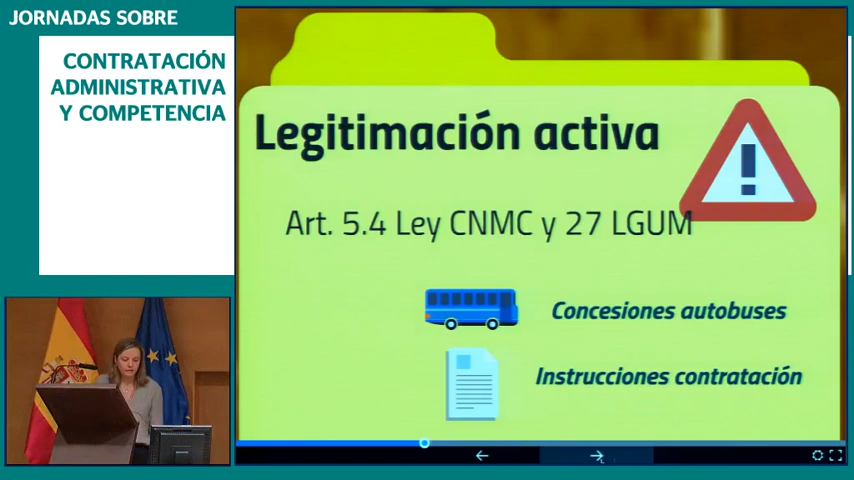 JORNADAS SOBRE
CONTRATACIÓN
ADMINISTRATIVA
Y COMPETENCIA
Legitimación activa
Art. 5.4 Ley CNMC y 27 LGUM
Concesiones autobuses
Instrucciones contratación